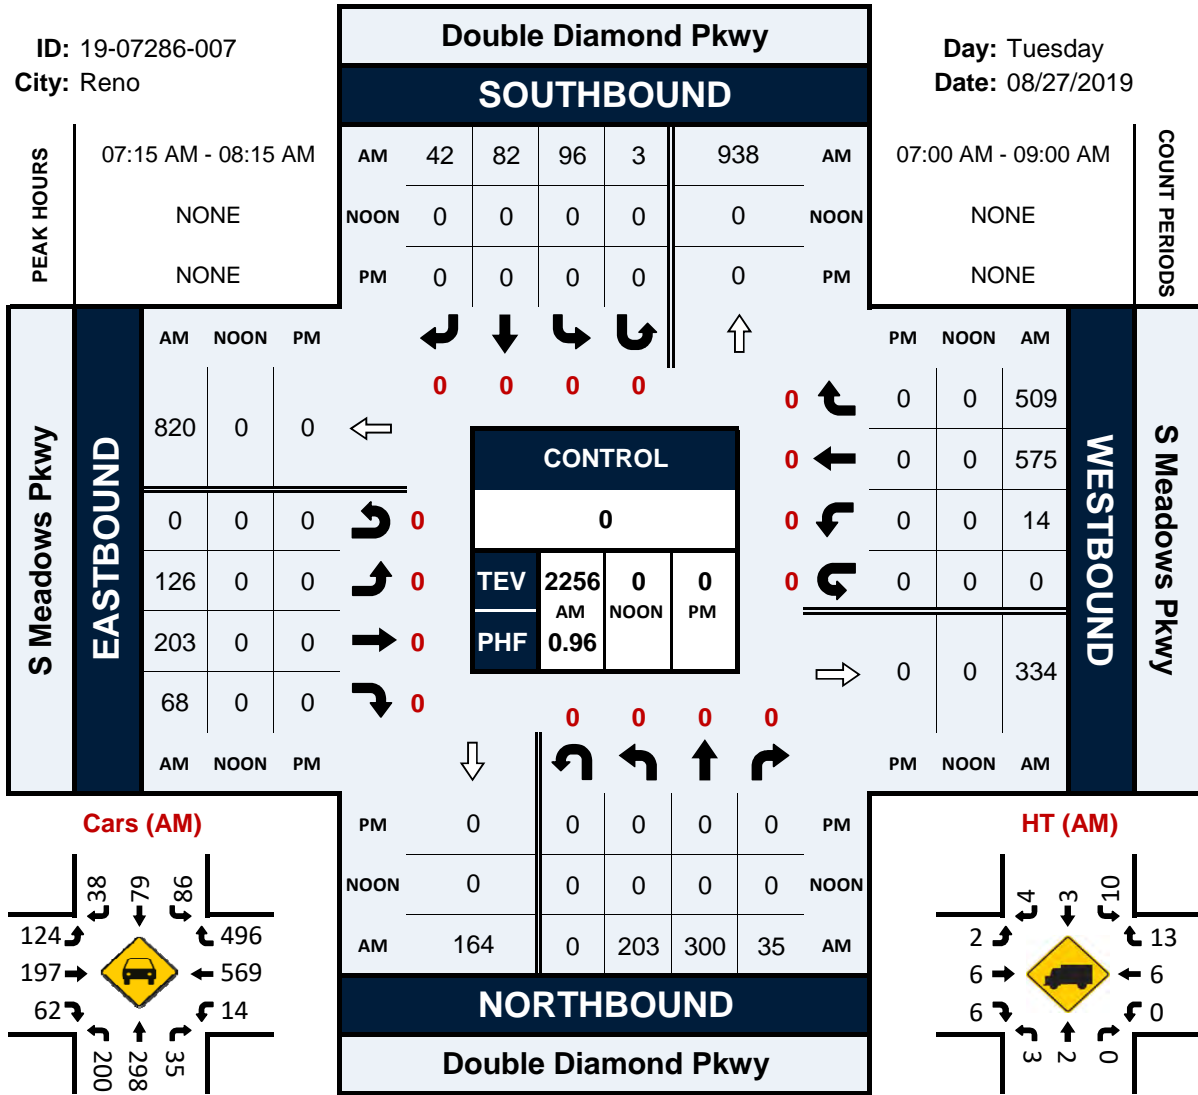 ID: 19-07286-007
City: Reno
Double Diamond Pkwy
SOUTHBOUND
Day: Tuesday
Date: 08/27/2019
PEAK HOURS
07:15 AM - 08:15 AM
NONE
NONE
AM 42 82 96 3 938 AM
NOON 0 0 0 0 0 NOON
PM 0 0 0 0 0 PM
07:00 AM - 09:00 AM
NONE
NONE
COUNT PERIODS
0 0 0 0
S Meadows Pkwy
EASTBOUND
AM NOON PM
820 0 0
0 0 0 0
126 0 0 0
203 0 0 0
68 0 0 0
AM NOON PM
CONTROL
0
TEV 2256 0 0
AM NOON PM
PHF 0.96
PM NOON AM
0 0 0 509
0 0 0 575
0 0 0 14
0 0 0 0
0 0 334
PM NOON AM
WESTBOUND
S Meadows Pkwy
0 0 0 0
PM 0 0 0 0 0 PM
NOON 0 0 0 0 0 NOON
AM 164 0 203 300 35 AM
NORTHBOUND
Double Diamond Pkwy
Cars (AM)
38 79 86
124 496
197 569
62 14
200 298 35
HT (AM)
4 3 10
2 13
6 6
6 0
3 2 0